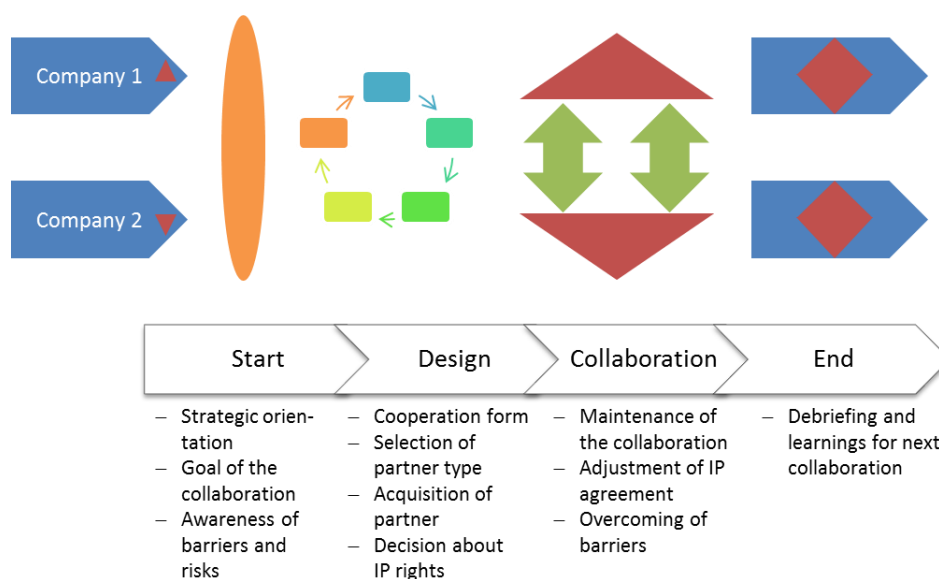 Company 1
Company 2
Start
Design
Collaboration
End
– Strategic orien-
tation
– Goal of the
collaboration
– Awareness of
barriers and
risks
– Cooperation form
– Selection of
partner type
– Acquisition of
partner
– Decision about
IP rights
– Maintenance of
the collaboration
– Adjustment of IP
agreement
– Overcoming of
barriers
– Debriefing and
learnings for next
collaboration